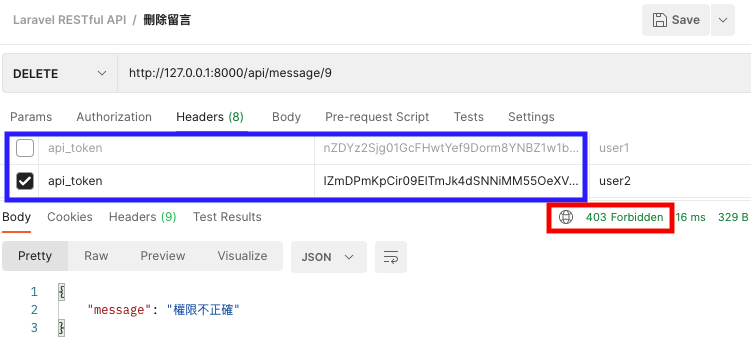 Laravel RESTful API / 刪除留言
Save
DELETE http://127.0.0.1:8000/api/message/9
Params Authorization Headers (8) Body Pre-request Script Tests Settings
api_token nZDYz2Sjg01GcFHwtYef9Dorm8YNBZ1w1b... user1
api_token IZmDPmKpCir09EITmJk4dSNNiMM55OeXV... user2
Body Cookies Headers (9) Test Results 403 Forbidden 16 ms 329 B
Pretty Raw Preview Visualize JSON
1 {
2 "message": "權限不正確"
3 }